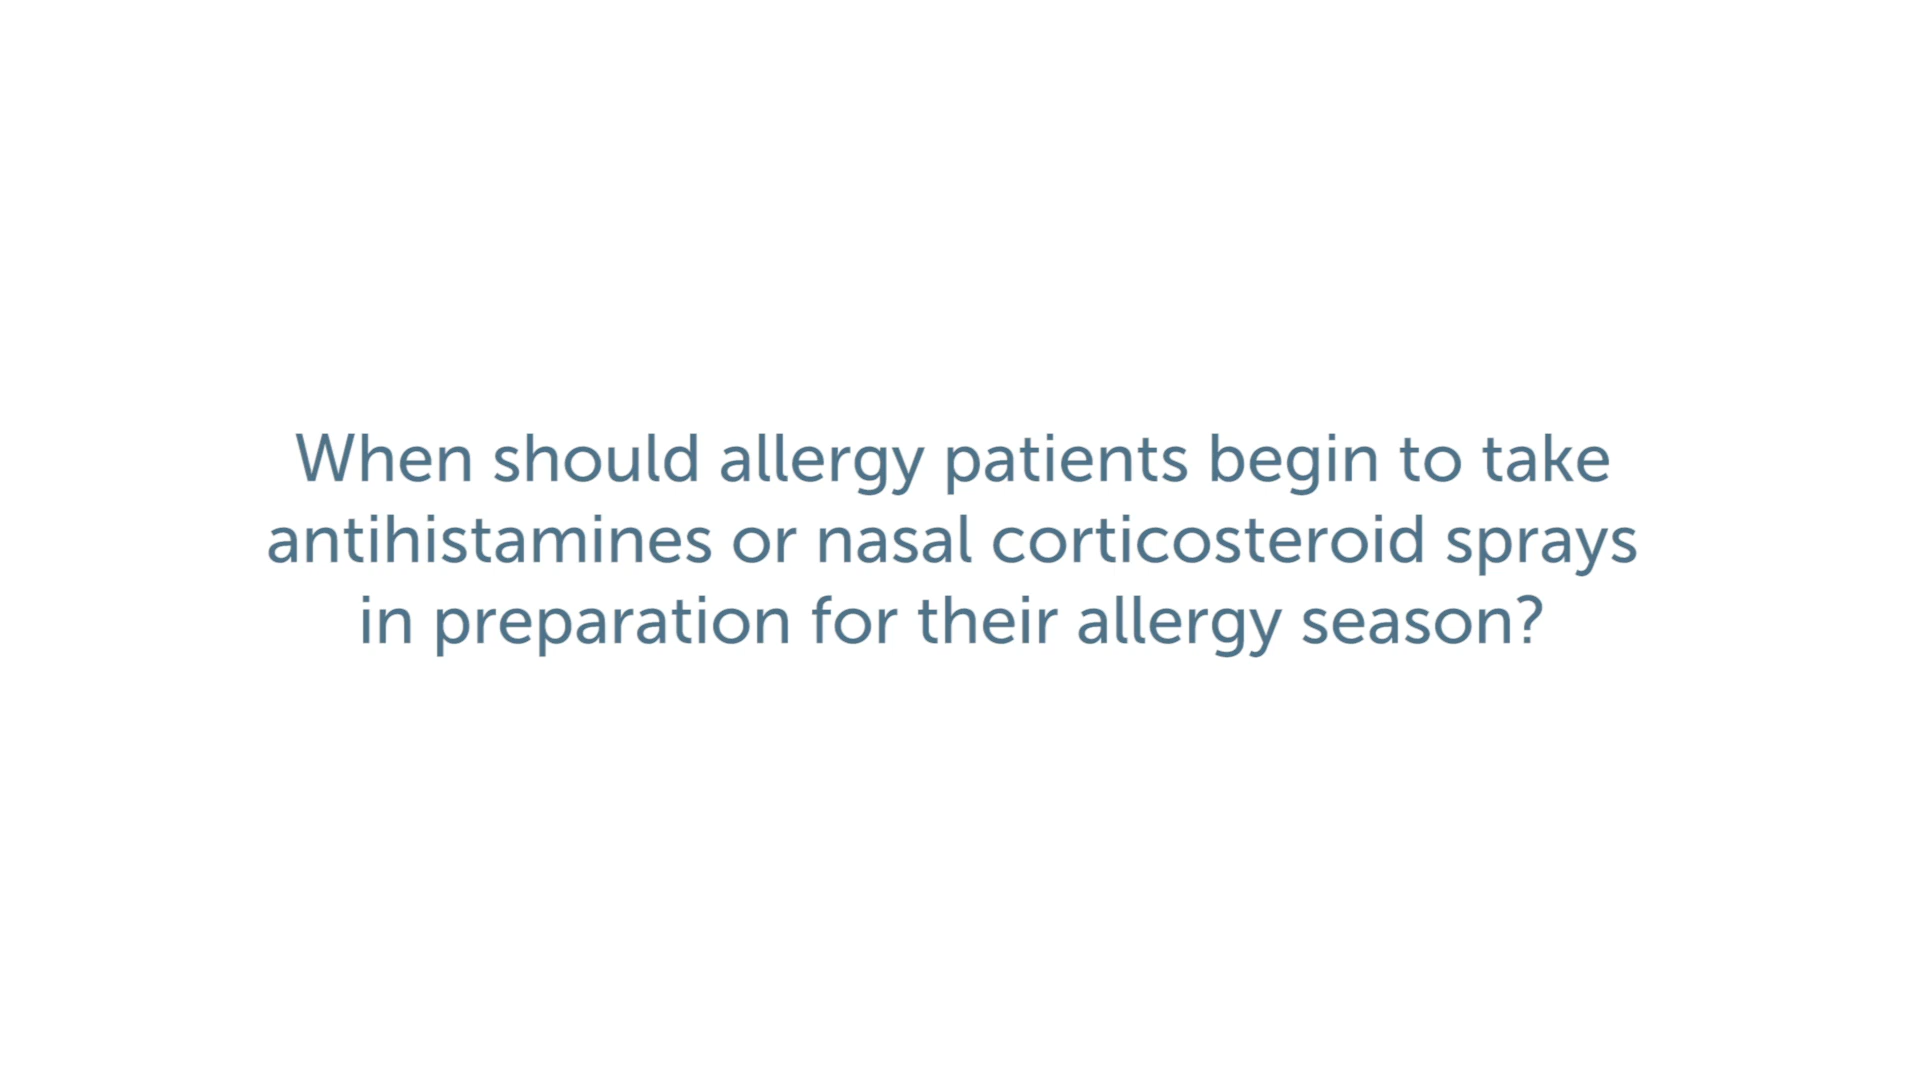 When should allergy patients begin to take
antihistamines or nasal corticosteroid sprays
in preparation for their allergy season?